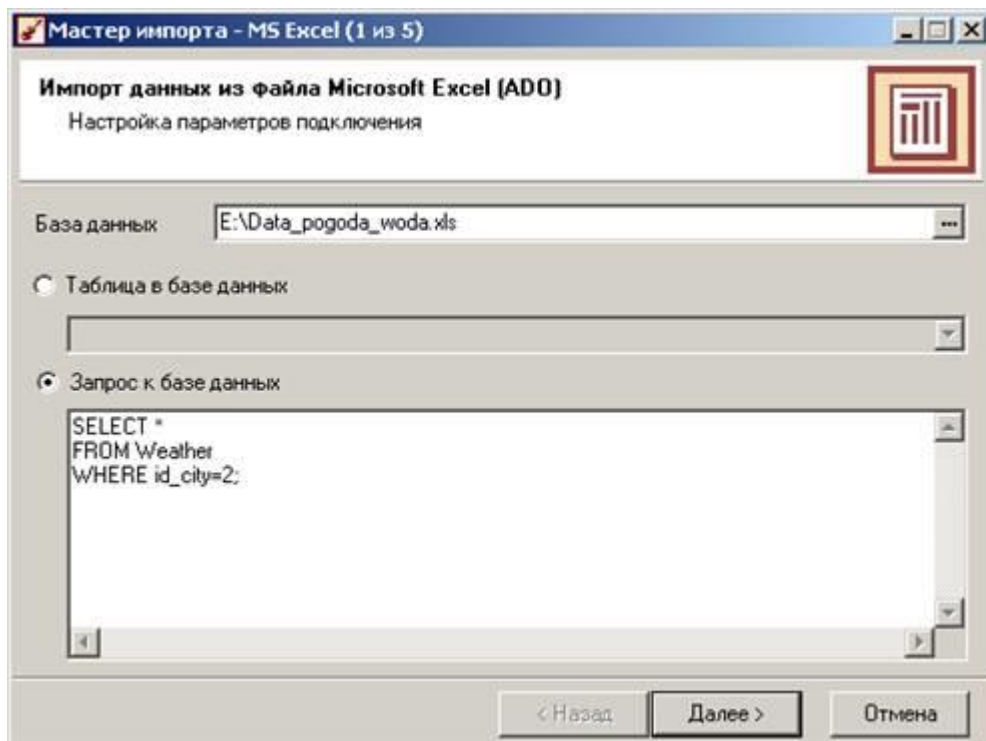 Мастер импорта - MS Excel (1 из 5)
Импорт данных из файла Microsoft Excel (ADO)
Настройка параметров подключения
База данных E:\Data_pogoda_woda.xls ...
Таблица в базе данных
Запрос к базе данных
SELECT *
FROM Weather
WHERE id_city=2;
< Назад Далее > Отмена